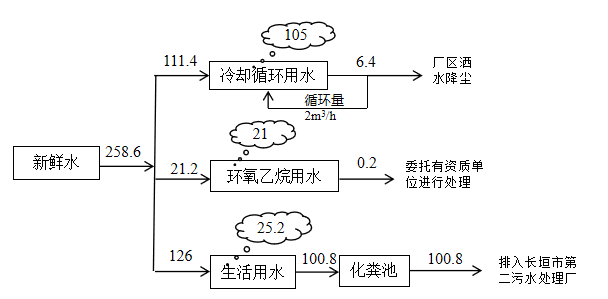 105
111.4
冷却循环用水
6.4
厂区洒
水降尘
循环量
2m³/h
新鲜水
258.6
21
21.2
环氧乙烷用水
0.2
委托有资质单
位进行处理
25.2
126
生活用水
100.8
化粪池
100.8
排入长垣市第
二污水处理厂